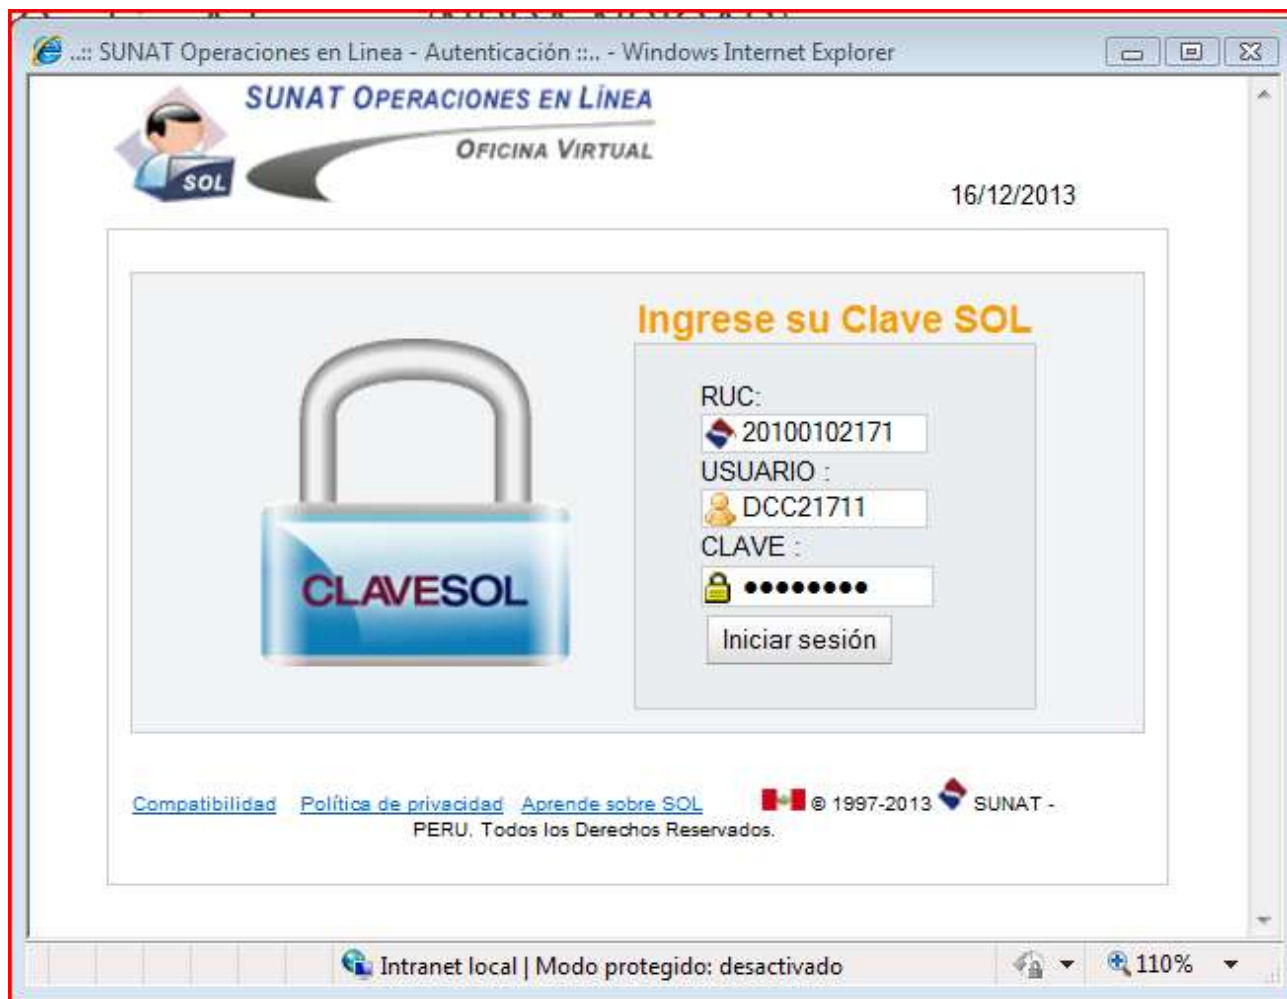 ..:: SUNAT Operaciones en Linea - Autenticación ::.. - Windows Internet Explorer
SUNAT OPERACIONES EN LÍNEA
OFICINA VIRTUAL
SOL
16/12/2013
Ingrese su Clave SOL
RUC:
20100102171
USUARIO :
DCC21711
CLAVE :
••••••••
CLAVESOL
Iniciar sesión
Compatibilidad Política de privacidad Aprende sobre SOL © 1997-2013 SUNAT -
PERU. Todos los Derechos Reservados.
Intranet local | Modo protegido: desactivado 110%